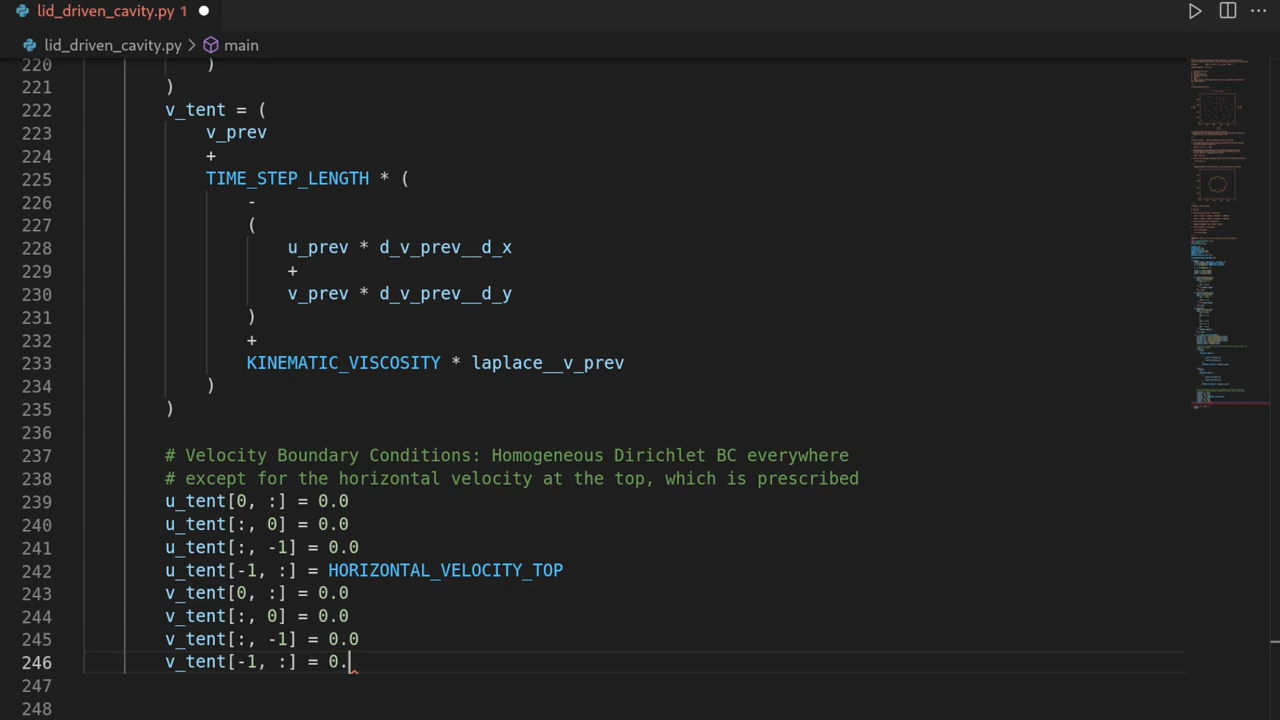 lid_driven_cavity.py 1
lid_driven_cavity.py > main
220 )
221 )
222 v_tent = (
223 v_prev
224 +
225 TIME_STEP_LENGTH * (
226 -
227 (
228 u_prev * d_v_prev__d_x
229 +
230 v_prev * d_v_prev__d_y
231 )
232 +
233 KINEMATIC_VISCOSITY * laplace__v_prev
234 )
235 )
236
237 # Velocity Boundary Conditions: Homogeneous Dirichlet BC everywhere
238 # except for the horizontal velocity at the top, which is prescribed
239 u_tent[0, :] = 0.0
240 u_tent[:, 0] = 0.0
241 u_tent[:, -1] = 0.0
242 u_tent[-1, :] = HORIZONTAL_VELOCITY_TOP
243 v_tent[0, :] = 0.0
244 v_tent[:, 0] = 0.0
245 v_tent[:, -1] = 0.0
246 v_tent[-1, :] = 0.
247
248